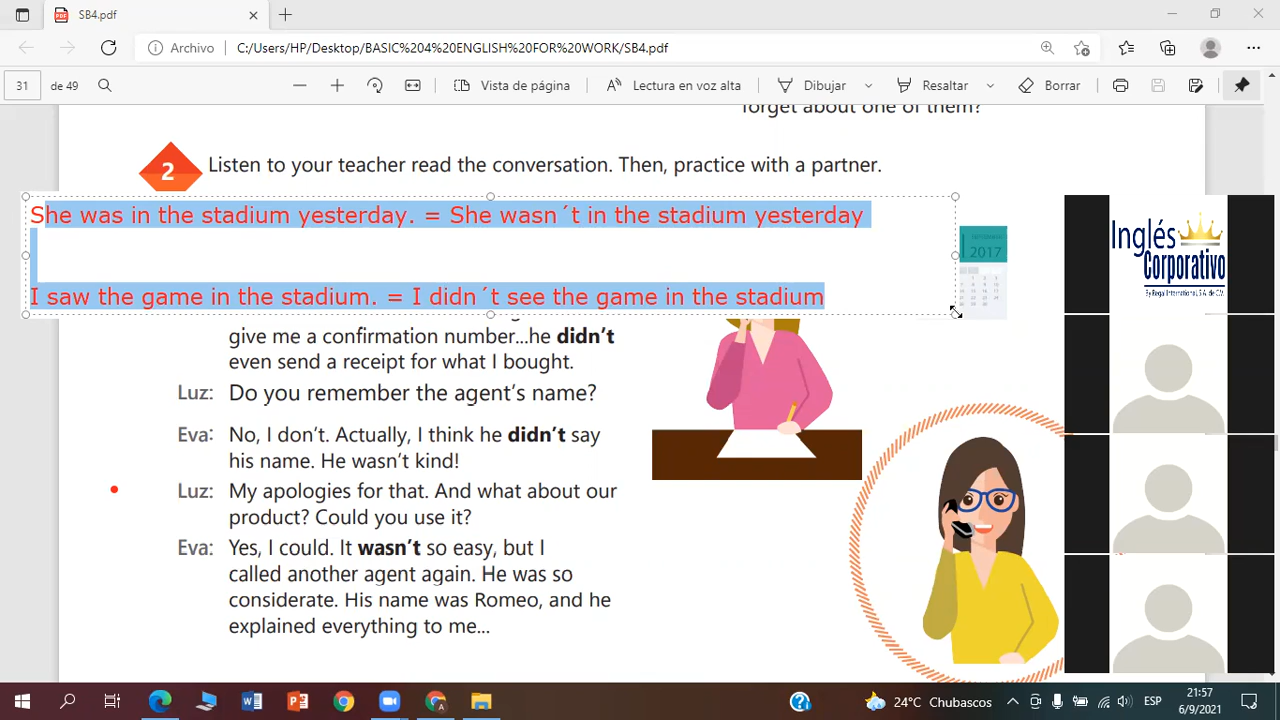 SB4.pdf
Archivo
C:/Users/HP/Desktop/BASIC%204%20ENGLISH%20FOR%20WORK/SB4.pdf
31 de 49
Vista de página
Lectura en voz alta
Dibujar
Resaltar
Borrar
forget about one of them?
2 Listen to your teacher read the conversation. Then, practice with a partner.
She was in the stadium yesterday. = She wasn´t in the stadium yesterday
I saw the game in the stadium. = I didn´t see the game in the stadium
2017
give me a confirmation number...he didn't
even send a receipt for what I bought.
Luz: Do you remember the agent's name?
Eva: No, I don't. Actually, I think he didn't say
his name. He wasn't kind!
Luz: My apologies for that. And what about our
product? Could you use it?
Eva: Yes, I could. It wasn't so easy, but I
called another agent again. He was so
considerate. His name was Romeo, and he
explained everything to me...
Inglés
Corporativo
By Regal International, S.A. de C.V.
24°C Chubascos
ESP
21:57
6/9/2021